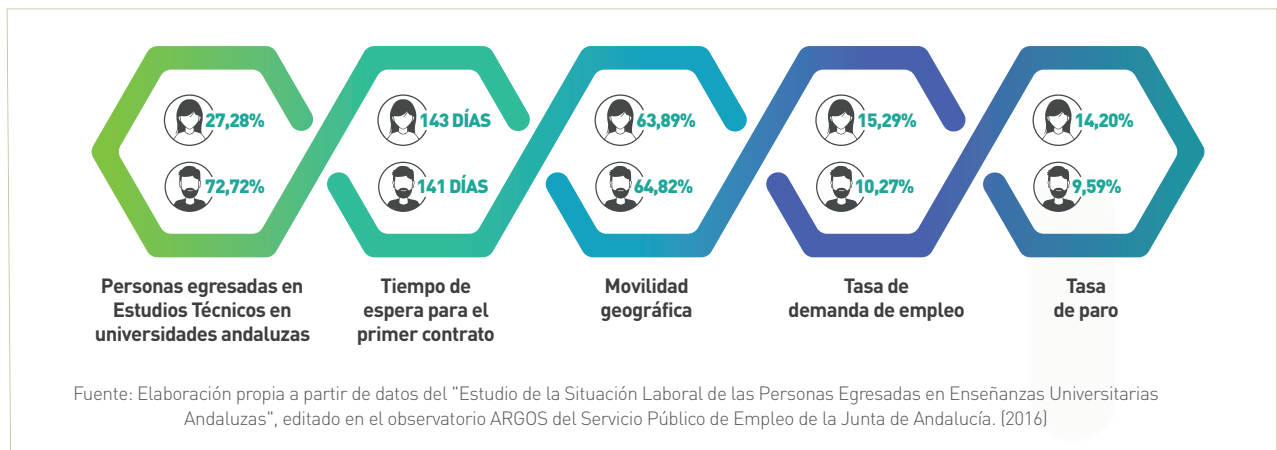 27,28%
72,72%
Personas egresadas en
Estudios Técnicos en
universidades andaluzas
143 DÍAS
141 DÍAS
Tiempo de
espera para el
primer contrato
63,89%
64,82%
Movilidad
geográfica
15,29%
10,27%
Tasa de
demanda de empleo
14,20%
9,59%
Tasa
de paro
Fuente: Elaboración propia a partir de datos del "Estudio de la Situación Laboral de las Personas Egresadas en Enseñanzas Universitarias
Andaluzas", editado en el observatorio ARGOS del Servicio Público de Empleo de la Junta de Andalucía. (2016)